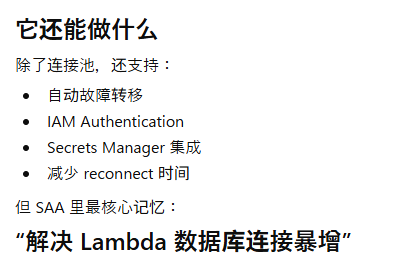 它还能做什么
除了连接池，还支持：
• 自动故障转移
• IAM Authentication
• Secrets Manager 集成
• 减少 reconnect 时间
但 SAA 里最核心记忆：
“解决 Lambda 数据库连接暴增”